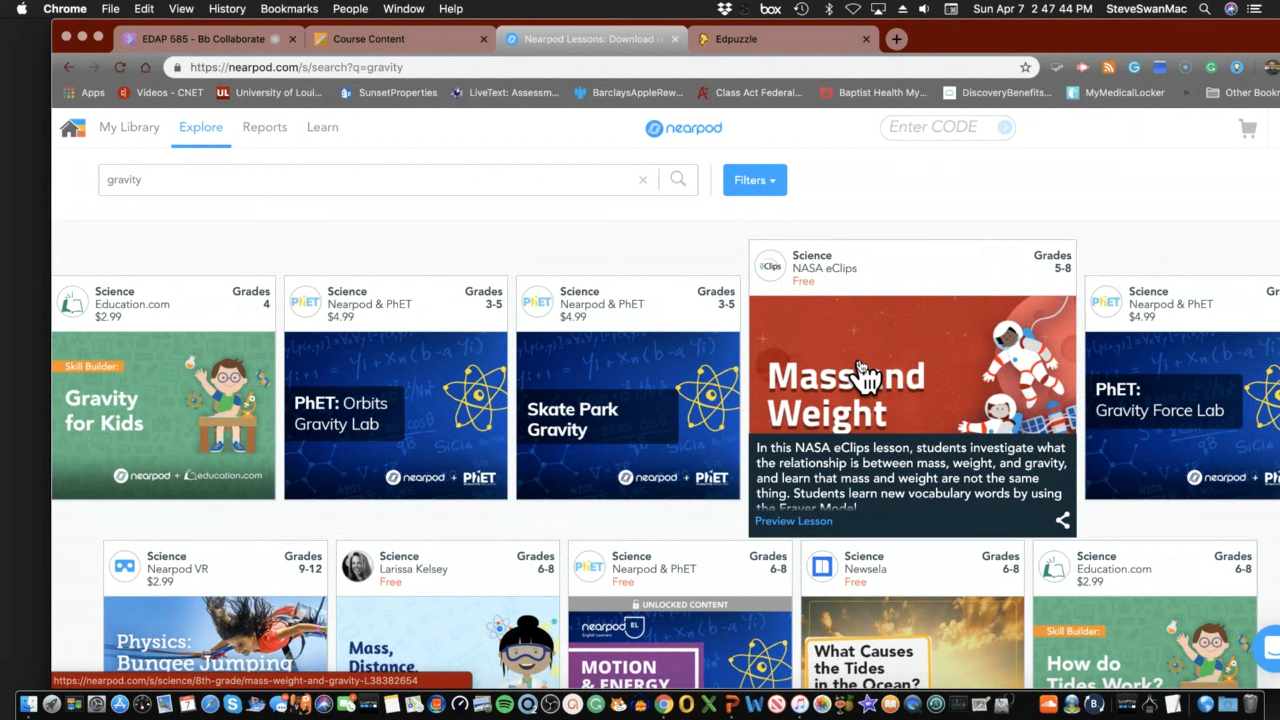 Chrome File Edit View History Bookmarks People Window Help
box Sun Apr 7 2:47:44 PM SteveSwanMac
EDAP 585 - Bb Collaborate
Course Content
Nearpod Lessons: Download
Edpuzzle
https://nearpod.com/s/search?q=gravity
Apps
Videos - CNET
University of Loui...
SunsetProperties
LiveText: Assessm...
BarclaysAppleRew...
Class Act Federal...
Baptist Health My...
DiscoveryBenefits...
MyMedicalLocker
Other Book
My Library
Explore
Reports
Learn
nearpod
Enter CODE
gravity
Filters
Science
Education.com
$2.99
Grades
4
Skill Builder:
Gravity
for Kids
nearpod + education.com
Science
Nearpod & PhET
$4.99
Grades
3-5
PhET: Orbits
Gravity Lab
nearpod + PhET
Science
Nearpod & PhET
$4.99
Grades
3-5
Skate Park
Gravity
nearpod + PhET
eClips
Science
NASA eClips
Free
Grades
5-8
Mass and
Weight
In this NASA eClips lesson, students investigate what
the relationship is between mass, weight, and gravity,
and learn that mass and weight are not the same
thing. Students learn new vocabulary words by using
the Frayer Model
Preview Lesson
PhET
Science
Nearpod & PhET
$4.99
PhET:
Gravity Force Lab
nearpod +
Science
Nearpod VR
$2.99
Grades
9-12
Physics:
Bungee Jumping
Science
Larissa Kelsey
Free
Grades
6-8
Mass,
Distance,
PhET
Science
Nearpod & PhET
Free
Grades
6-8
UNLOCKED CONTENT
nearpod EL
English Learners
MOTION
& ENERGY
Science
Newsela
Free
Grades
6-8
What Causes
the Tides
in the Ocean?
Science
Education.com
$2.99
Grades
6-8
Skill Builder:
How do
Tides Work?
https://nearpod.com/s/science/8th-grade/mass-weight-and-gravity-L38382654